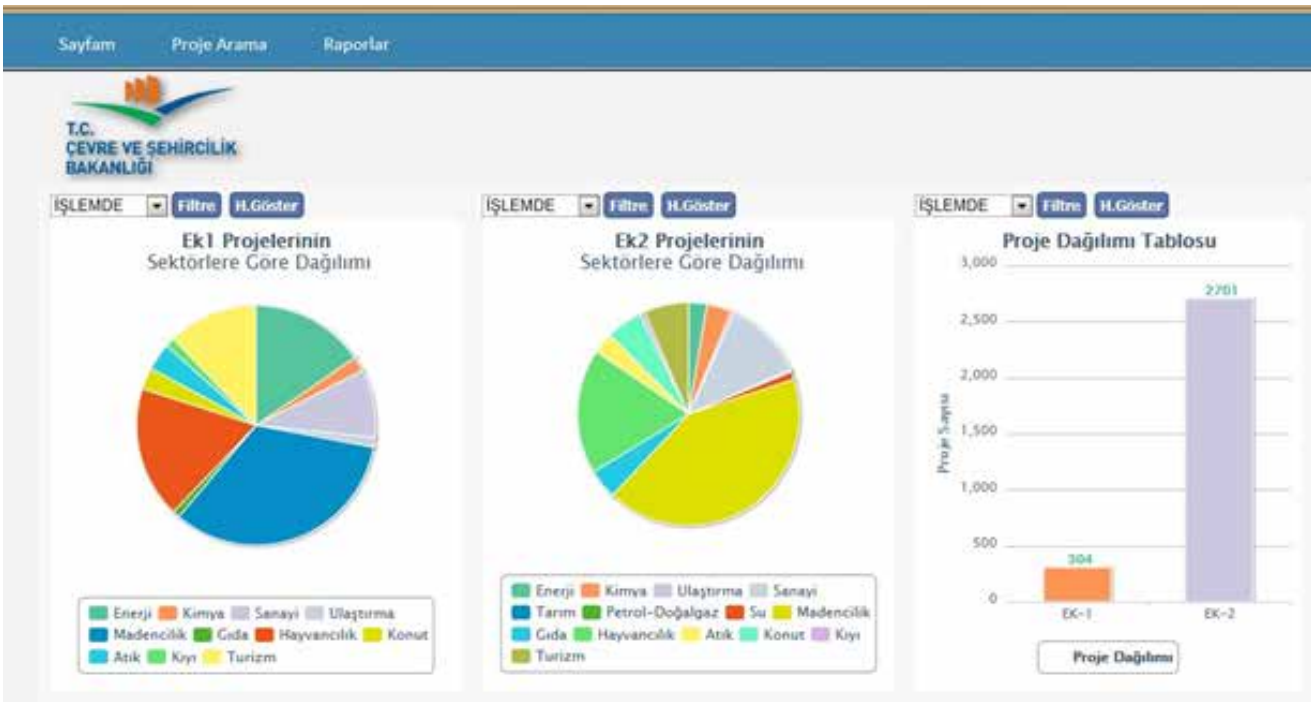 Sayfam Proje Arama Raporlar
T.C.
ÇEVRE VE ŞEHİRCİLİK
BAKANLIĞI
İŞLEMDE Filtre H.Göster
Ek1 Projelerinin
Sektörlere Göre Dağılımı
Enerji Kimya Sanayi Ulaştırma
Madencilik Gıda Hayvancılık Konut
Atık Kıyı Turizm
İŞLEMDE Filtre H.Göster
Ek2 Projelerinin
Sektörlere Göre Dağılımı
Enerji Kimya Ulaştırma Sanayi
Tarım Petrol-Doğalgaz Su Madencilik
Gıda Hayvancılık Atık Konut Kıyı
Turizm
İŞLEMDE Filtre H.Göster
Proje Dağılımı Tablosu
Proje Sayısı
3,000
2,500
2,000
1,500
1,000
500
0
304
2701
EK-1 EK-2
Proje Dağılımı